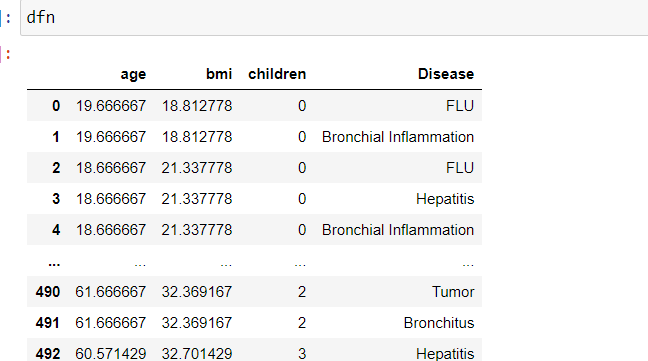 ]: dfn
]:
age bmi children Disease
0 19.666667 18.812778 0 FLU
1 19.666667 18.812778 0 Bronchial Inflammation
2 18.666667 21.337778 0 FLU
3 18.666667 21.337778 0 Hepatitis
4 18.666667 21.337778 0 Bronchial Inflammation
... ... ... ... ...
490 61.666667 32.369167 2 Tumor
491 61.666667 32.369167 2 Bronchitus
492 60.571429 32.701429 3 Hepatitis